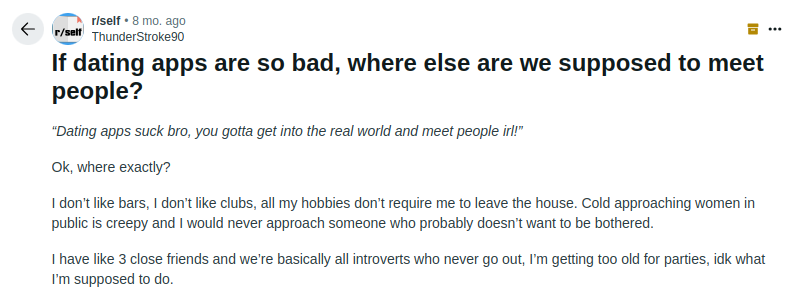 r/self • 8 mo. ago
r/self
ThunderStroke90
If dating apps are so bad, where else are we supposed to meet
people?
“Dating apps suck bro, you gotta get into the real world and meet people irl!”
Ok, where exactly?
I don’t like bars, I don’t like clubs, all my hobbies don’t require me to leave the house. Cold approaching women in
public is creepy and I would never approach someone who probably doesn’t want to be bothered.
I have like 3 close friends and we’re basically all introverts who never go out, I’m getting too old for parties, idk what
I’m supposed to do.